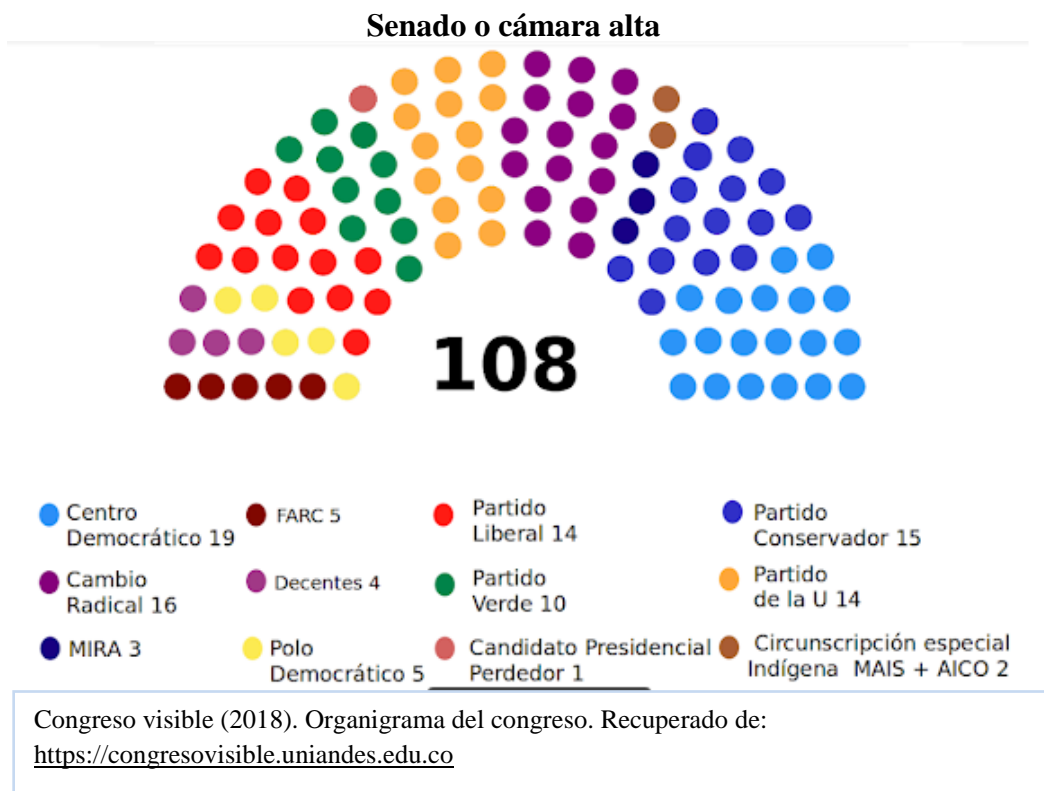 Senado o cámara alta
108
Centro
Democrático 19
FARC 5
Partido
Liberal 14
Partido
Conservador 15
Cambio
Radical 16
Decentes 4
Partido
Verde 10
Partido
de la U 14
MIRA 3
Polo
Democrático 5
Candidato Presidencial
Perdedor 1
Circunscripción especial
Indígena MAIS + AICO 2
Congreso visible (2018). Organigrama del congreso. Recuperado de:
https://congresovisible.uniandes.edu.co